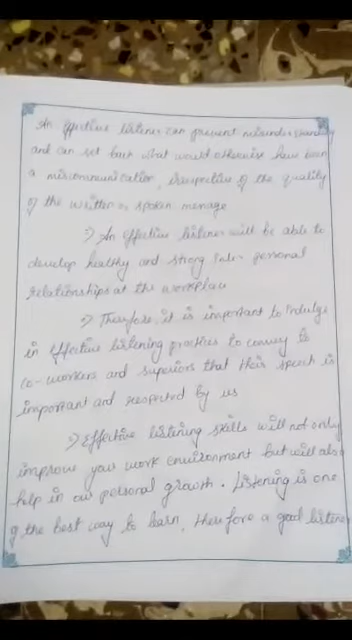 An effective listener can prevent misunderstanding
and can set back what would otherwise have been
a miscommunication, irrespective of the quality
of the written or spoken message
=> An effective listener will be able to
develop healthy and strong inter-personal
relationships at the workplace
=> Therefore, it is important to indulge
in effective listening practies to convey to
co-workers and superiors that their speech is
important and respected by us
=> Effective listening skills will not only
improve your work environment but will also
help in our personal growth. Listening is one
of the best way to learn, therefore a good listener